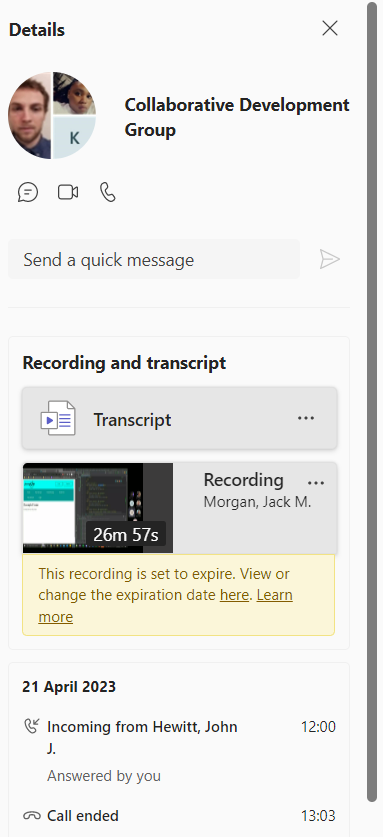 Details
Collaborative Development
Group
K
Send a quick message
Recording and transcript
Transcript
Recording
Morgan, Jack M.
26m 57s
This recording is set to expire. View or
change the expiration date here. Learn
more
21 April 2023
Incoming from Hewitt, John
J.
12:00
Answered by you
Call ended
13:03